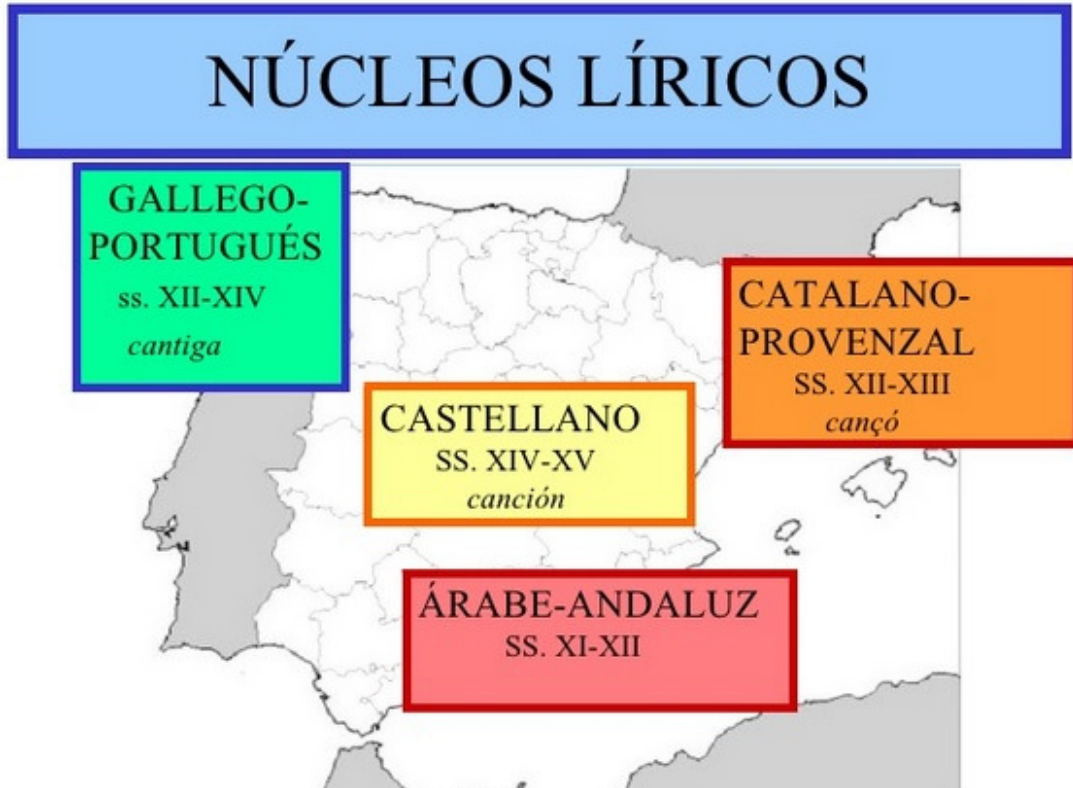 NÚCLEOS LÍRICOS
GALLEGO-
PORTUGUÉS
ss. XII-XIV
cantiga
CATALANO-
PROVENZAL
SS. XII-XIII
cançó
CASTELLANO
SS. XIV-XV
canción
ÁRABE-ANDALUZ
SS. XI-XII